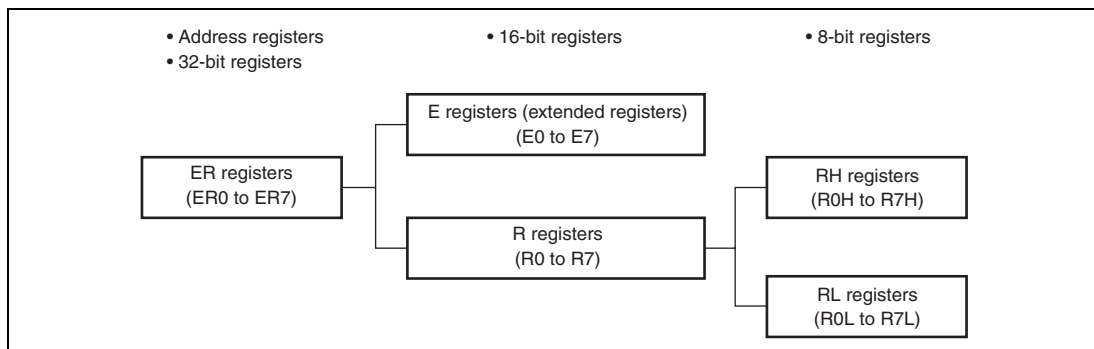 • Address registers
• 32-bit registers
• 16-bit registers
• 8-bit registers
E registers (extended registers)
(E0 to E7)
ER registers
(ER0 to ER7)
RH registers
(R0H to R7H)
R registers
(R0 to R7)
RL registers
(R0L to R7L)